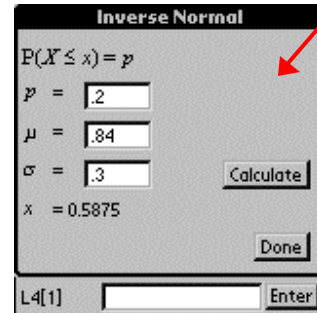 Inverse Normal
P(X ≤ x) = p
p = .2
μ = .84
σ = .3
Calculate
x = 0.5875
Done
L4[1] Enter